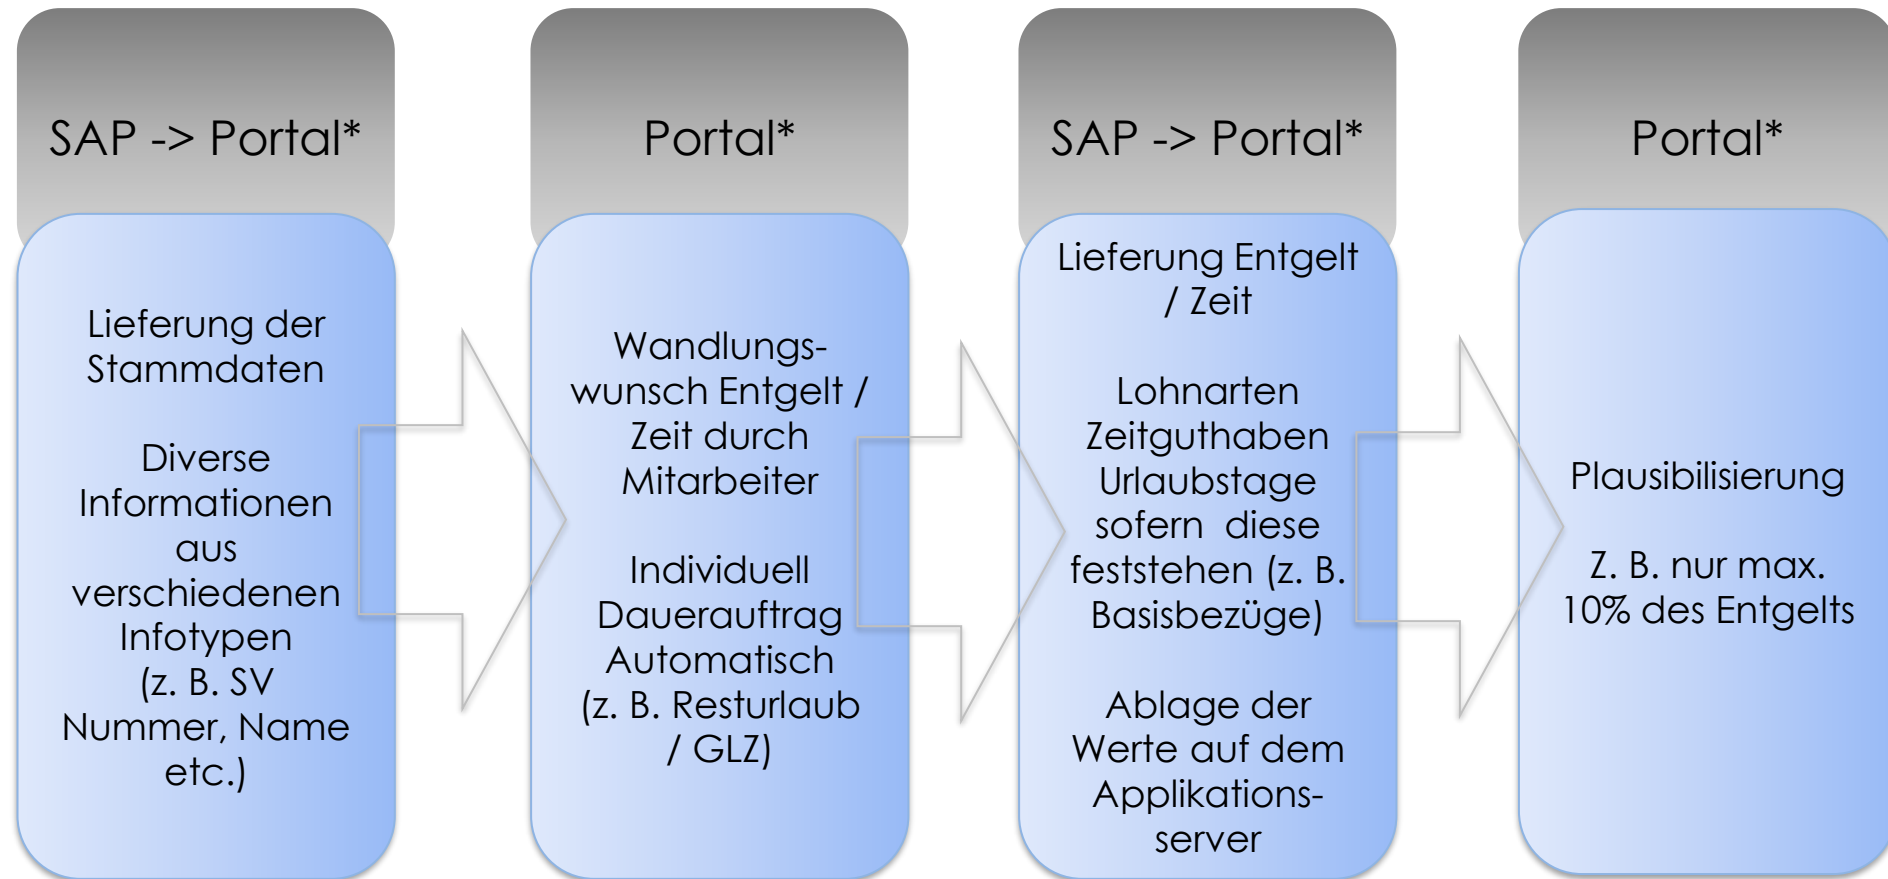 SAP -> Portal*
Lieferung der
Stammdaten
Diverse
Informationen
aus
verschiedenen
Infotypen
(z. B. SV
Nummer, Name
etc.)
Portal*
Wandlungs-
wunsch Entgelt /
Zeit durch
Mitarbeiter
Individuell
Dauerauftrag
Automatisch
(z. B. Resturlaub
/ GLZ)
SAP -> Portal*
Lieferung Entgelt
/ Zeit
Lohnarten
Zeitguthaben
Urlaubstage
sofern  diese
feststehen (z. B.
Basisbezüge)
Ablage der
Werte auf dem
Applikations-
server
Portal*
Plausibilisierung
Z. B. nur max.
10% des Entgelts